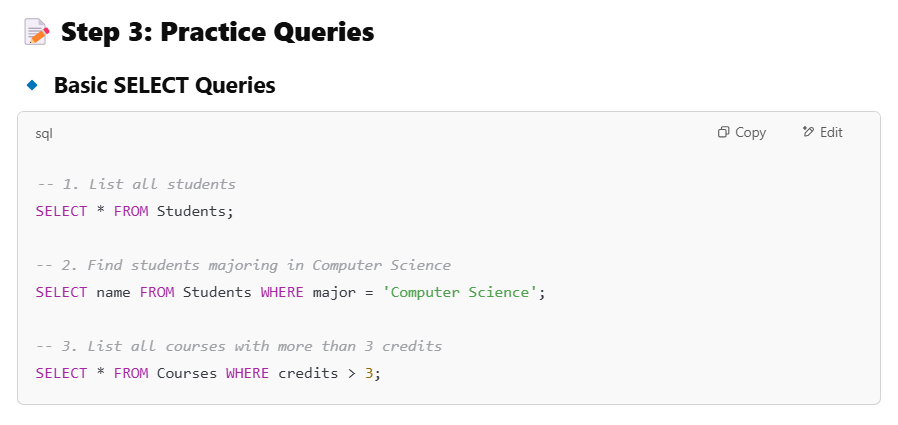 📝 Step 3: Practice Queries
🔹 Basic SELECT Queries
sql Copy Edit
-- 1. List all students
SELECT * FROM Students;
-- 2. Find students majoring in Computer Science
SELECT name FROM Students WHERE major = 'Computer Science';
-- 3. List all courses with more than 3 credits
SELECT * FROM Courses WHERE credits > 3;